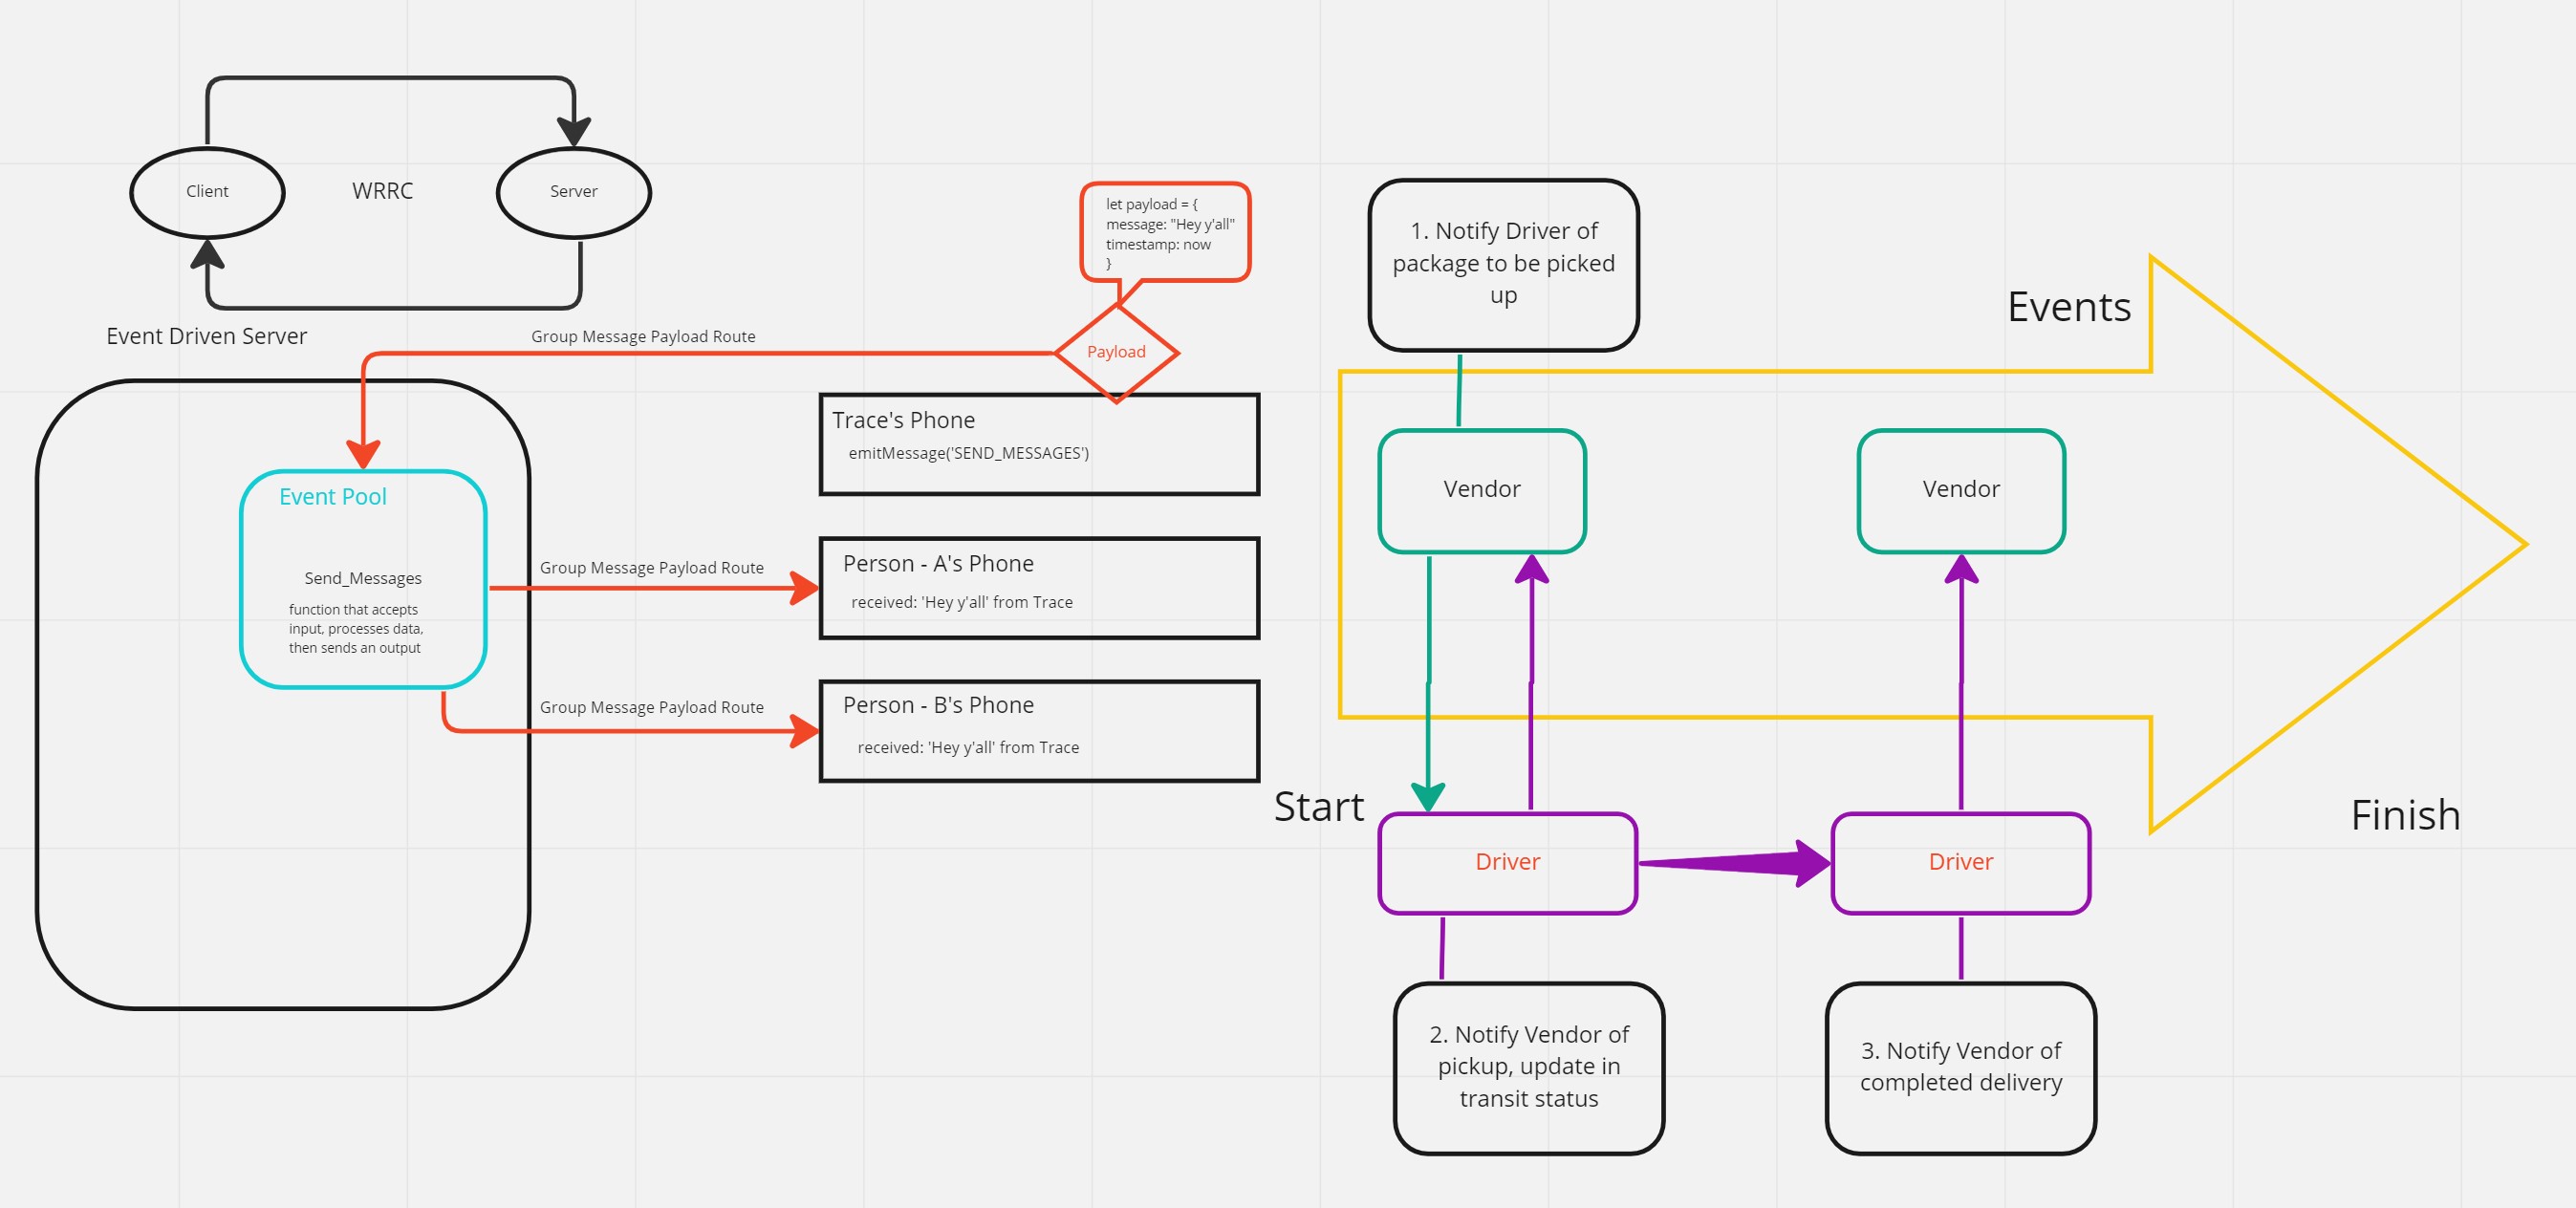 Client
WRRC
Server
Event Driven Server
Group Message Payload Route
let payload = {
message: "Hey y'all"
timestamp: now
}
Payload
Trace's Phone
emitMessage('SEND_MESSAGES')
Event Pool
Send_Messages
function that accepts
input, processes data,
then sends an output
Group Message Payload Route
Person - A's Phone
received: 'Hey y'all' from Trace
Group Message Payload Route
Person - B's Phone
received: 'Hey y'all' from Trace
1. Notify Driver of
package to be picked
up
Events
Vendor
Vendor
Start
Finish
Driver
Driver
2. Notify Vendor of
pickup, update in
transit status
3. Notify Vendor of
completed delivery